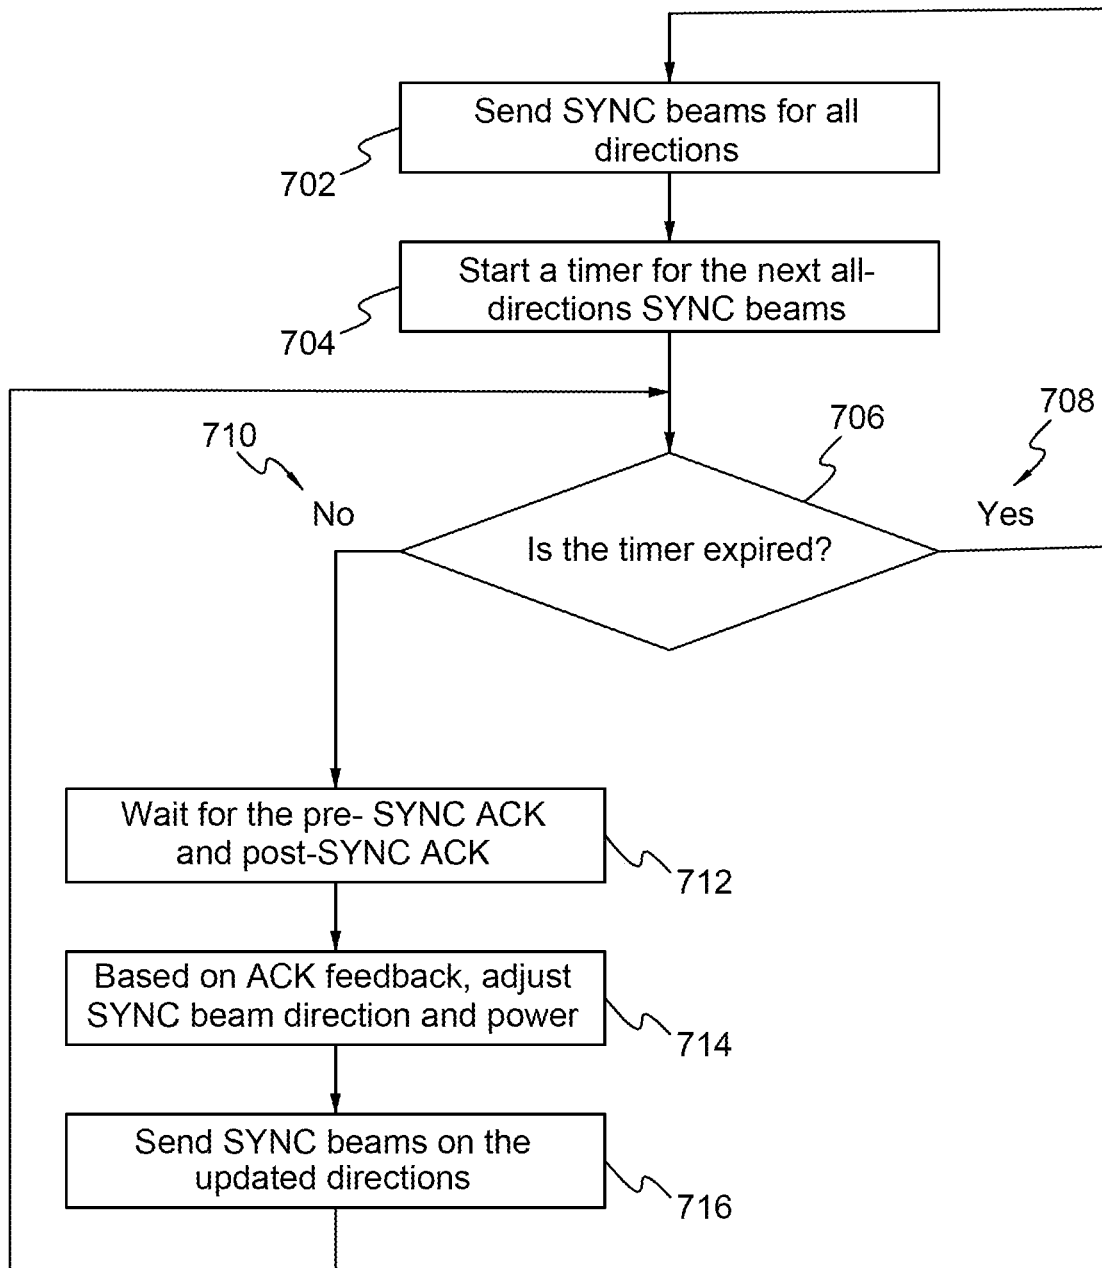 Send SYNC beams for all
directions
702
Start a timer for the next all-
directions SYNC beams
704
706
708
710
No
Yes
Is the timer expired?
Wait for the pre- SYNC ACK
and post-SYNC ACK
712
Based on ACK feedback, adjust
SYNC beam direction and power
714
Send SYNC beams on the
updated directions
716